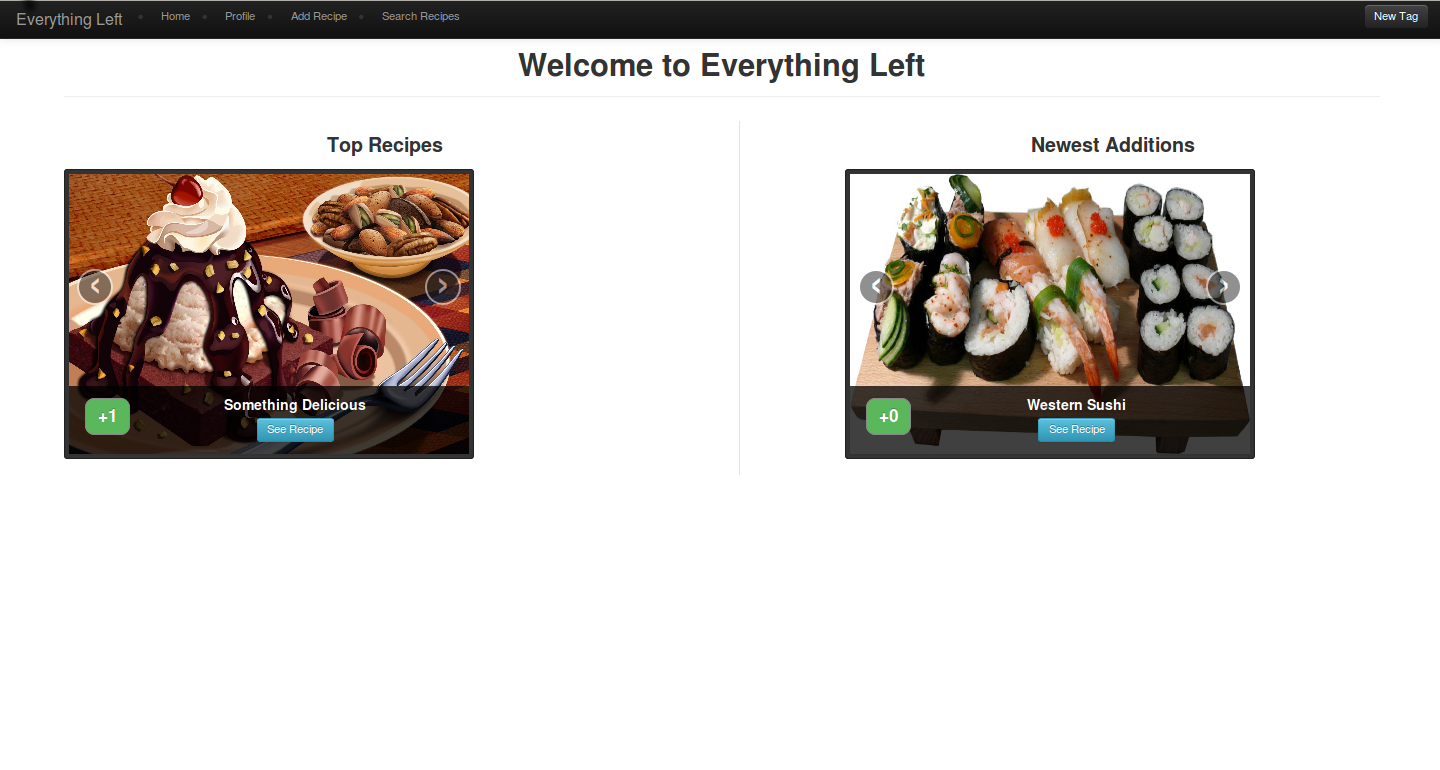 Everything Left • Home • Profile • Add Recipe • Search Recipes New Tag
Welcome to Everything Left
Top Recipes
Something Delicious
+1
See Recipe
Newest Additions
Western Sushi
+0
See Recipe